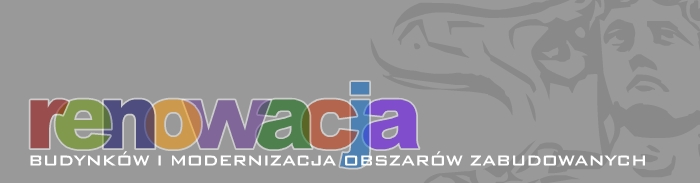 renowacja
BUDYNKÓW I MODERNIZACJA OBSZARÓW ZABUDOWANYCH